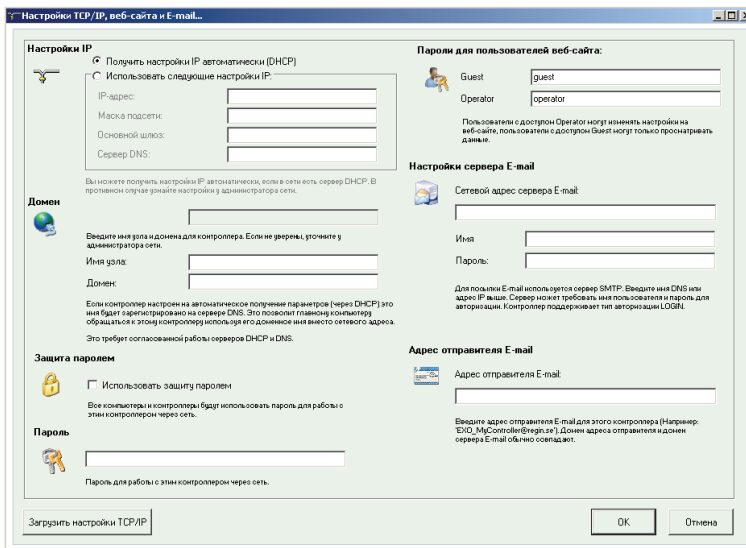 Настройки TCP/IP, веб-сайта и E-mail...
Настройки IP
Получить настройки IP автоматически (DHCP)
Использовать следующие настройки IP:
IP-адрес:
Маска подсети:
Основной шлюз:
Сервер DNS:
Вы можете получить настройки IP автоматически, если в сети есть сервер DHCP. В
противном случае узнайте настройки у администратора сети.
Домен
Введите имя узла и домена для контроллера. Если не уверены, уточните у
администратора сети.
Имя узла:
Домен:
Если контроллер настроен на автоматическое получение параметров (через DHCP) это
имя будет зарегистрировано на сервере DNS. Это позволит главному компьютеру
обращаться к этому контроллеру используя его доменное имя вместо сетевого адреса.
Это требует согласованной работы серверов DHCP и DNS.
Защита паролем
Использовать защиту паролем
Все компьютеры и контроллеры будут использовать пароль для работы с
этим контроллером через сеть.
Пароль
Пароль для работы с этим контроллером через сеть.
Пароли для пользователей веб-сайта:
Guest guest
Operator operator
Пользователи с доступом Operator могут изменять настройки на
веб-сайте, пользователи с доступом Guest могут только просматривать
данные.
Настройки сервера E-mail
Сетевой адрес сервера E-mail:
Имя
Пароль:
Для посылки E-mail используется сервер SMTP. Введите имя DNS или
адрес IP выше. Сервер может требовать имя пользователя и пароль для
авторизации. Контроллер поддерживает тип авторизации LOGIN.
Адрес отправителя E-mail
Адрес отправителя E-mail:
Введите адрес отправителя E-mail для этого контроллера (Например:
'EXO_MyController@regin.se'). Домен адреса отправителя и домен
сервера E-mail обычно совпадают.
Загрузить настройки TCP/IP
OK
Отмена